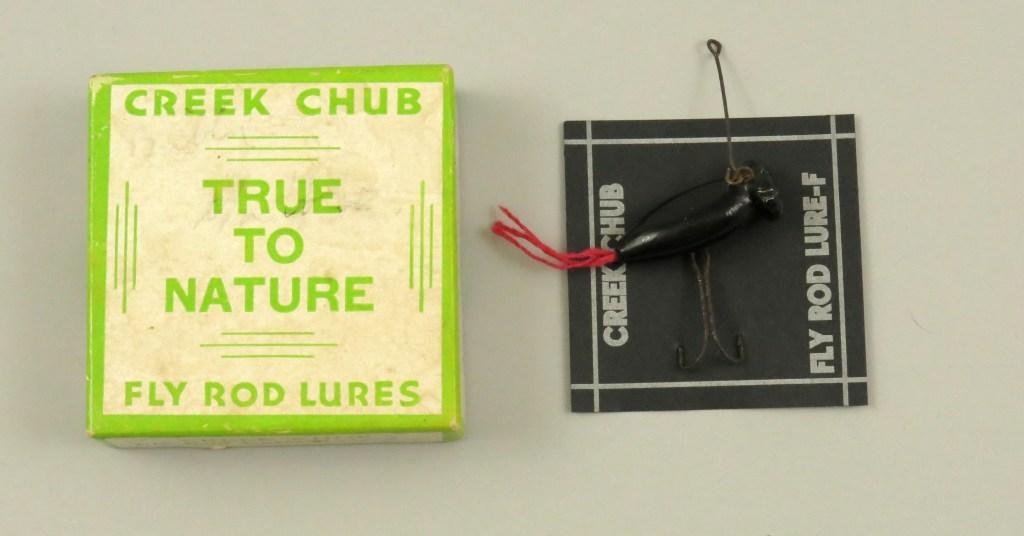 CREEK CHUB
TRUE
TO
NATURE
FLY ROD LURES
CREEK CHUB
FLY ROD LURE-F